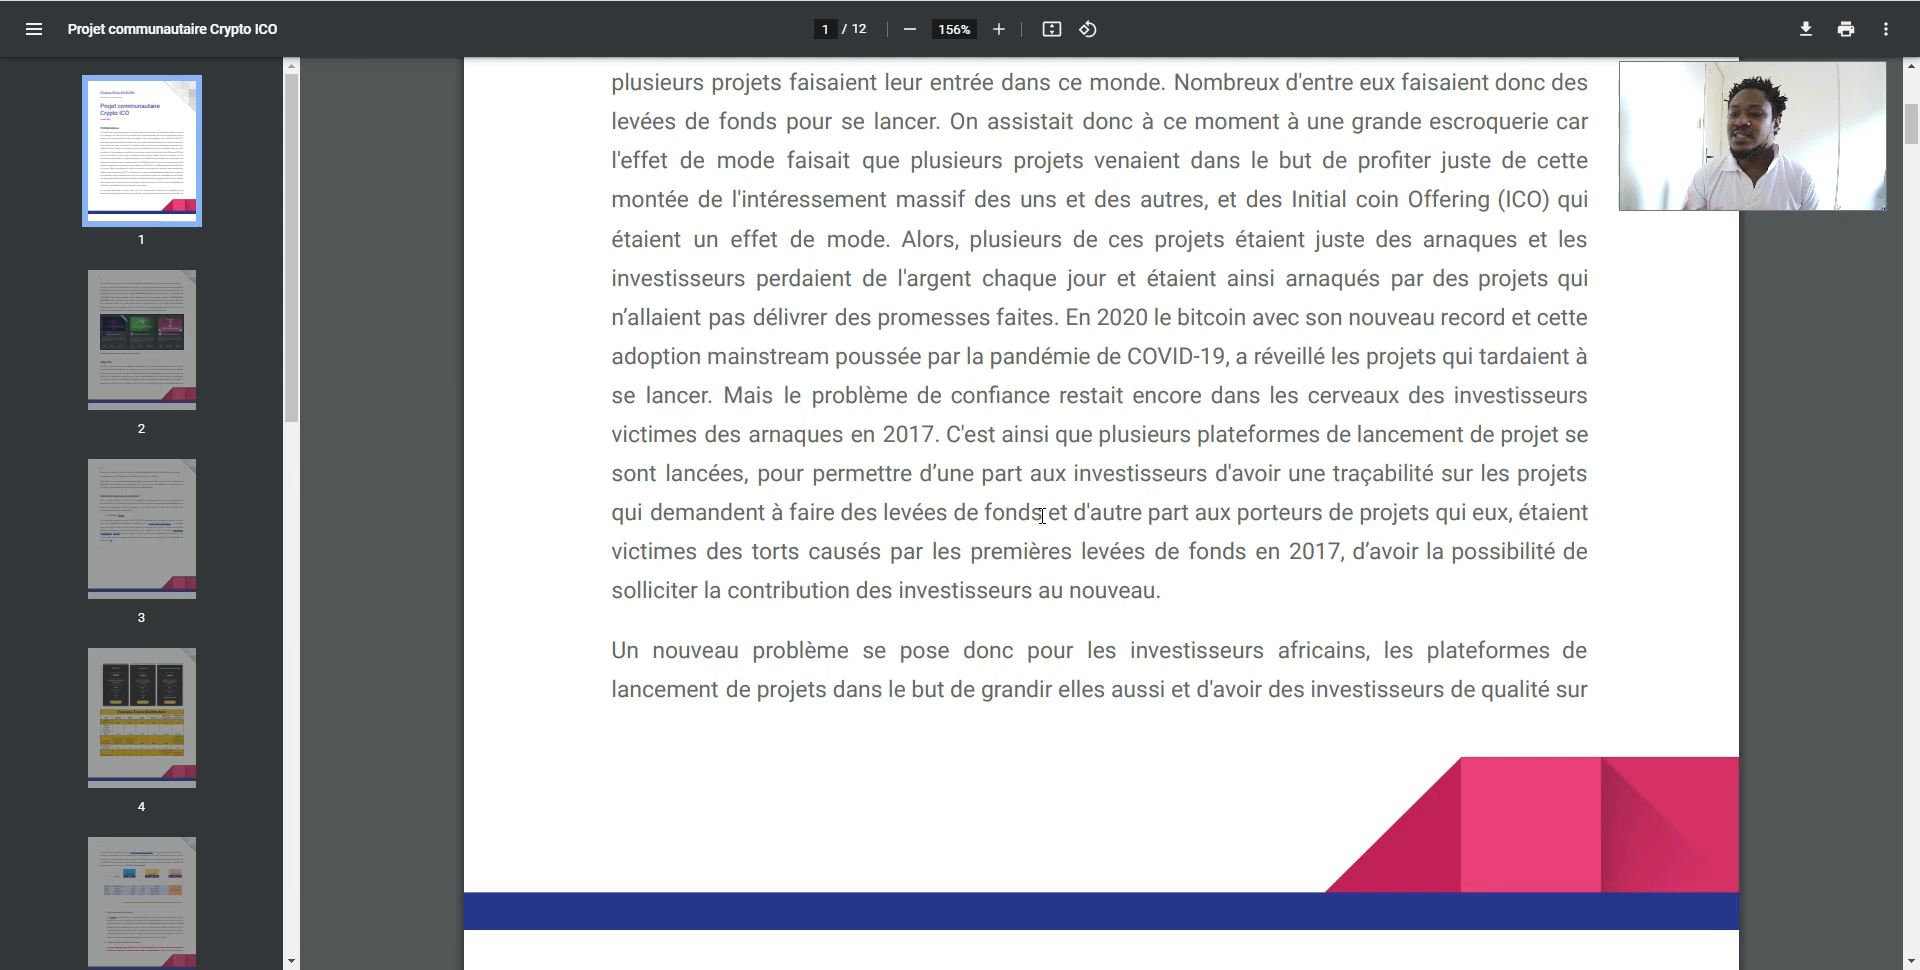 Projet communautaire Crypto ICO
1 / 12
156%
plusieurs projets faisaient leur entrée dans ce monde. Nombreux d'entre eux faisaient donc des
levées de fonds pour se lancer. On assistait donc à ce moment à une grande escroquerie car
l'effet de mode faisait que plusieurs projets venaient dans le but de profiter juste de cette
montée de l'intéressement massif des uns et des autres, et des Initial coin Offering (ICO) qui
étaient un effet de mode. Alors, plusieurs de ces projets étaient juste des arnaques et les
investisseurs perdaient de l'argent chaque jour et étaient ainsi arnaqués par des projets qui
n’allaient pas délivrer des promesses faites. En 2020 le bitcoin avec son nouveau record et cette
adoption mainstream poussée par la pandémie de COVID-19, a réveillé les projets qui tardaient à
se lancer. Mais le problème de confiance restait encore dans les cerveaux des investisseurs
victimes des arnaques en 2017. C'est ainsi que plusieurs plateformes de lancement de projet se
sont lancées, pour permettre d’une part aux investisseurs d'avoir une traçabilité sur les projets
qui demandent à faire des levées de fonds et d'autre part aux porteurs de projets qui eux, étaient
victimes des torts causés par les premières levées de fonds en 2017, d’avoir la possibilité de
solliciter la contribution des investisseurs au nouveau.
Un nouveau problème se pose donc pour les investisseurs africains, les plateformes de
lancement de projets dans le but de grandir elles aussi et d'avoir des investisseurs de qualité sur
Projet communautaire
Crypto ICO
1
2
3
4